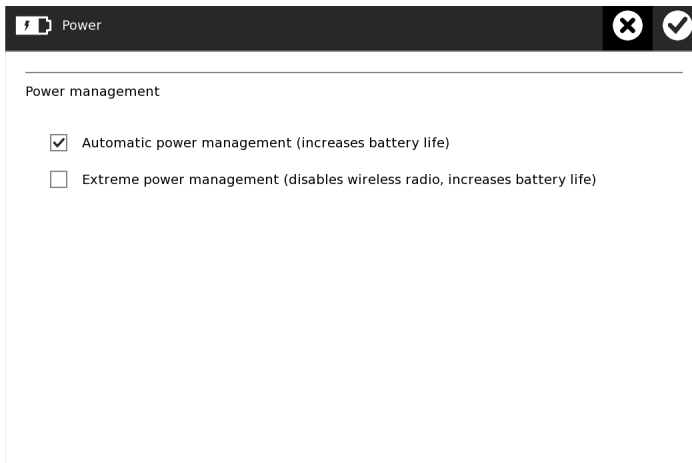 Power
Power management
Automatic power management (increases battery life)
Extreme power management (disables wireless radio, increases battery life)